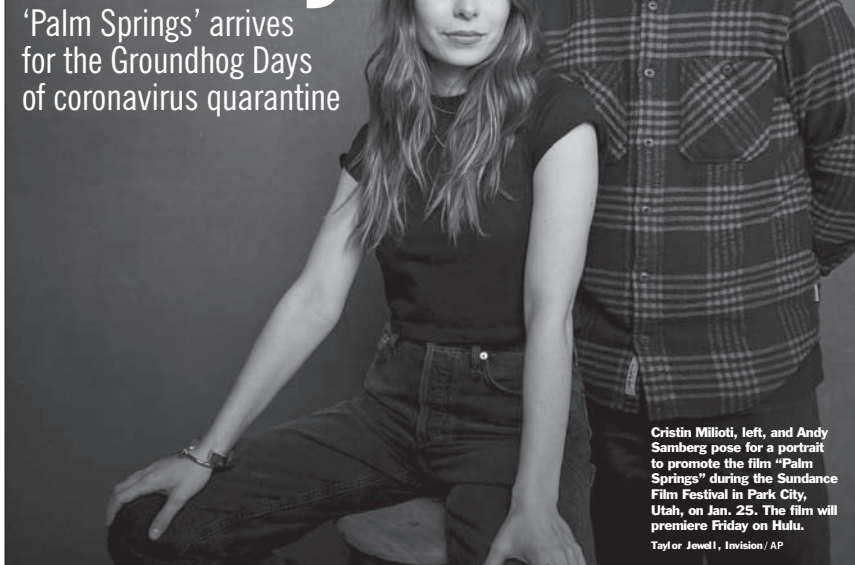 ‘Palm Springs’ arrives
for the Groundhog Days
of coronavirus quarantine
Cristin Milioti, left, and Andy
Samberg pose for a portrait
to promote the film “Palm
Springs” during the Sundance
Film Festival in Park City,
Utah, on Jan. 25. The film will
premiere Friday on Hulu.
Taylor Jewell, Invision/AP